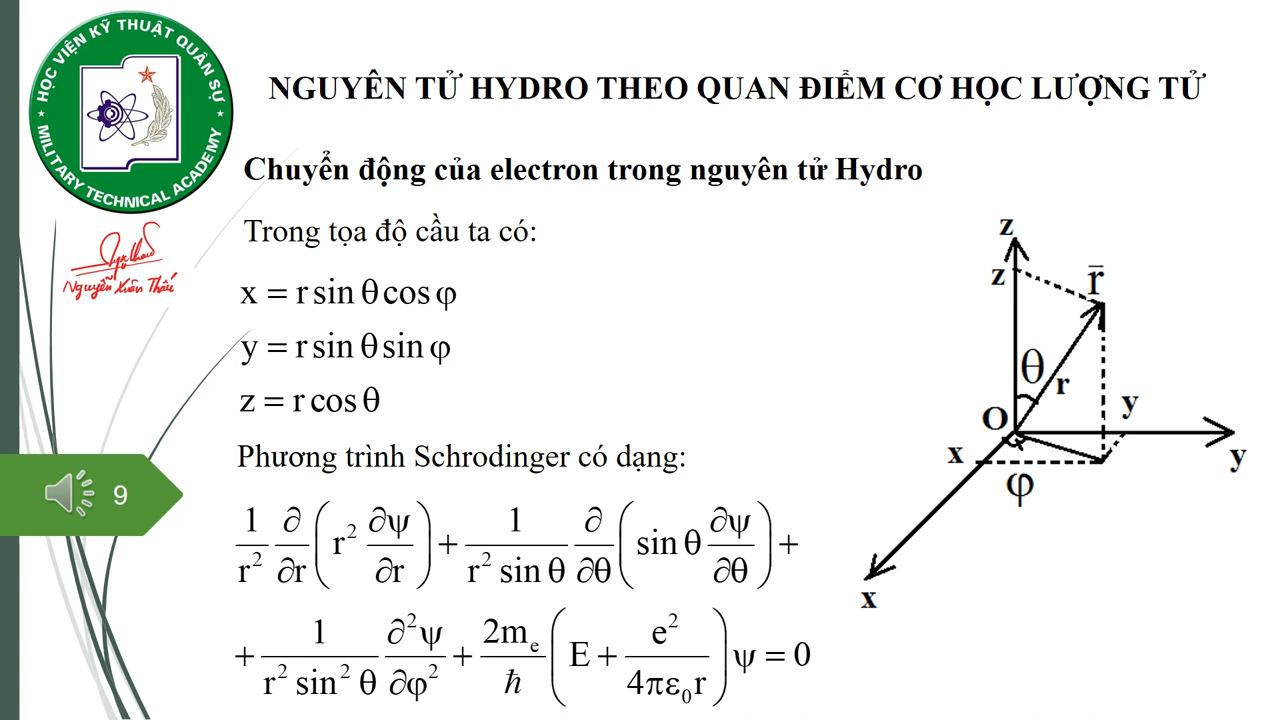 HỌC VIỆN KỸ THUẬT QUÂN SỰ
MILITARY TECHNICAL ACADEMY
NGUYÊN TỬ HYDRO THEO QUAN ĐIỂM CƠ HỌC LƯỢNG TỬ
Chuyển động của electron trong nguyên tử Hydro
Nguyễn Xuân Thấu
Trong tọa độ cầu ta có:
x = r sin θ cos φ
y = r sin θ sin φ
z = r cos θ
Phương trình Schrodinger có dạng:
9
1/r² ∂/∂r (r² ∂ψ/∂r) + 1/(r² sin θ) ∂/∂θ (sin θ ∂ψ/∂θ) +
+ 1/(r² sin² θ) ∂²ψ/∂φ² + 2mₑ/ħ (E + e²/(4πε₀r)) ψ = 0
z
z
r̄
θ
r
O
y
x
y
φ
x